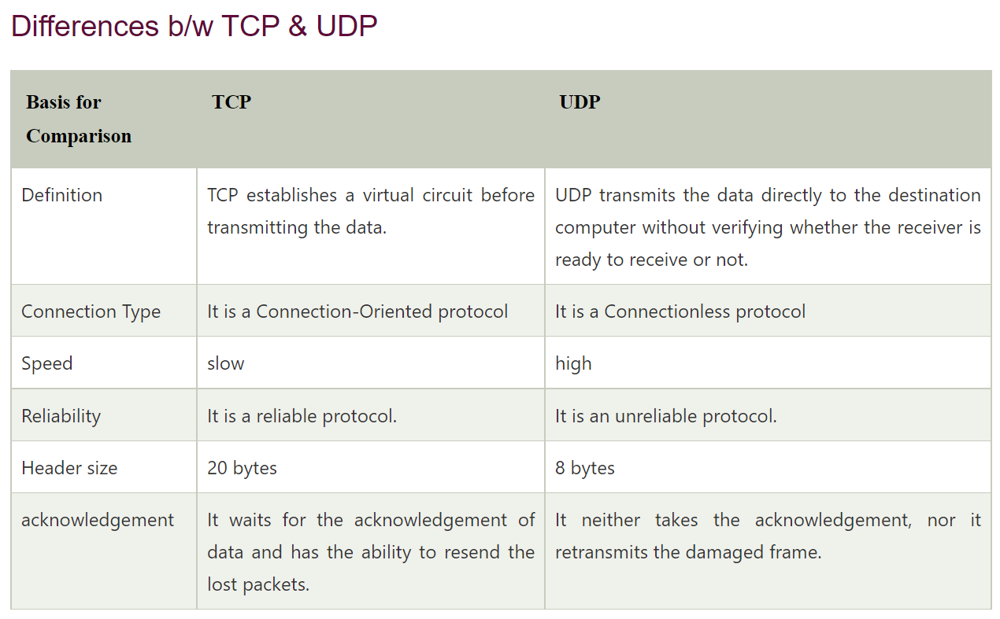 Differences b/w TCP & UDP
Basis for
Comparison
TCP
UDP
Definition
TCP establishes a virtual circuit before
transmitting the data.
UDP transmits the data directly to the destination
computer without verifying whether the receiver is
ready to receive or not.
Connection Type
It is a Connection-Oriented protocol
It is a Connectionless protocol
Speed
slow
high
Reliability
It is a reliable protocol.
It is an unreliable protocol.
Header size
20 bytes
8 bytes
acknowledgement
It waits for the acknowledgement of
data and has the ability to resend the
lost packets.
It neither takes the acknowledgement, nor it
retransmits the damaged frame.